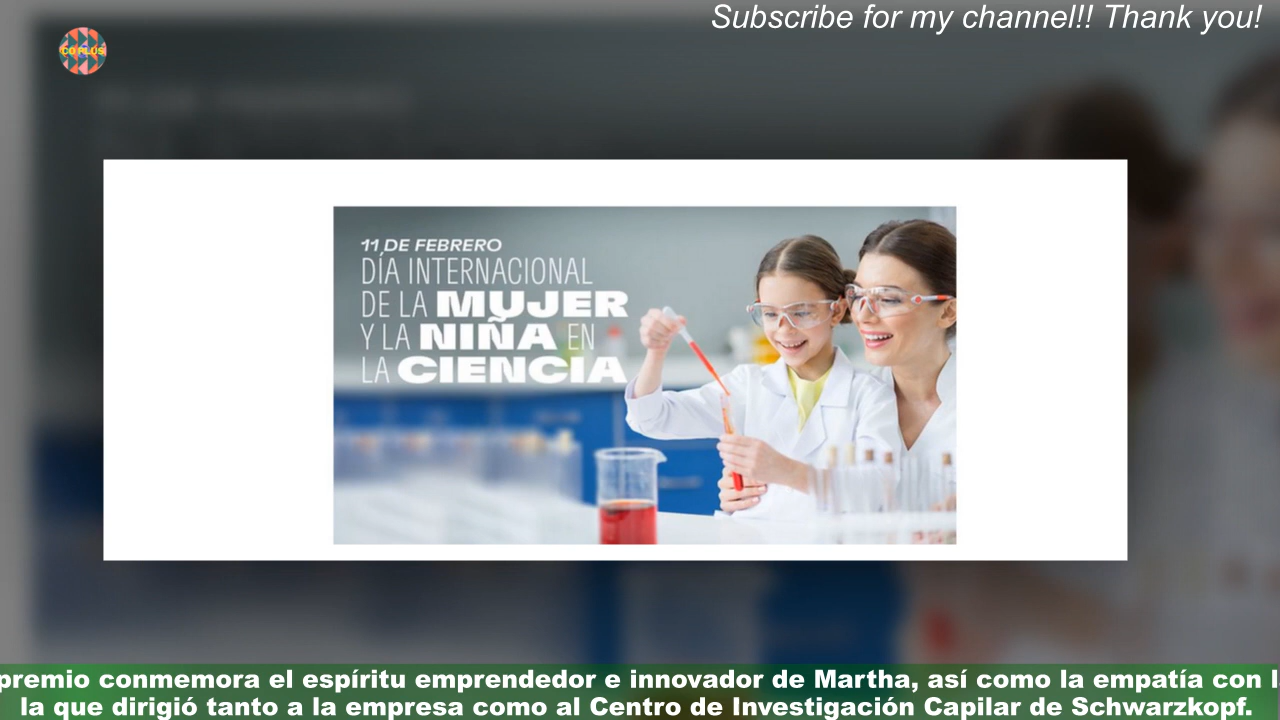 Subscribe for my channel!! Thank you!
CO PLUS
11 DE FEBRERO
DÍA INTERNACIONAL
DE LA MUJER
Y LA NIÑA EN
LA CIENCIA
premio conmemora el espíritu emprendedor e innovador de Martha, así como la empatía con
la que dirigió tanto a la empresa como al Centro de Investigación Capilar de Schwarzkopf.